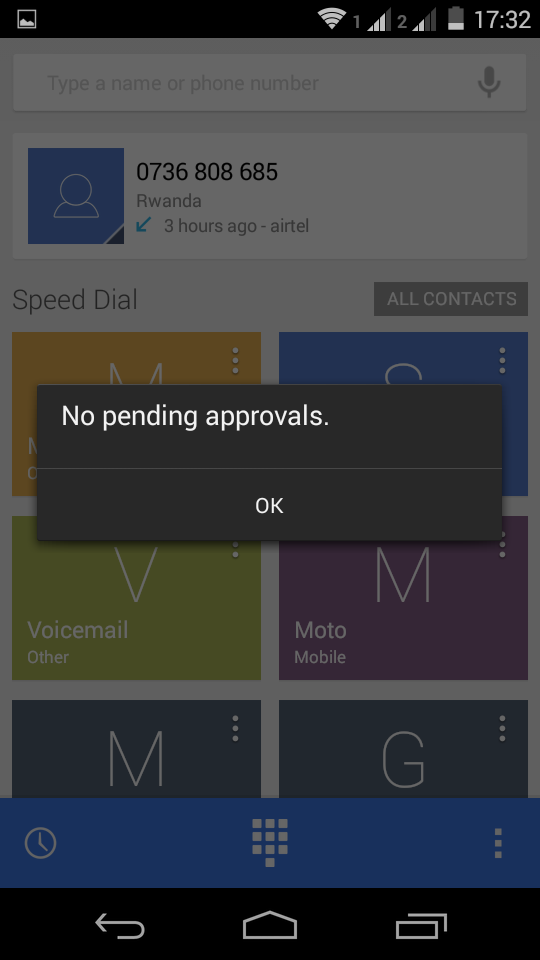 1 2 17:32
Type a name or phone number
0736 808 685
Rwanda
3 hours ago - airtel
Speed Dial
ALL CONTACTS
M
S
No pending approvals.
OK
V
M
Voicemail
Moto
Other
Mobile
M
G